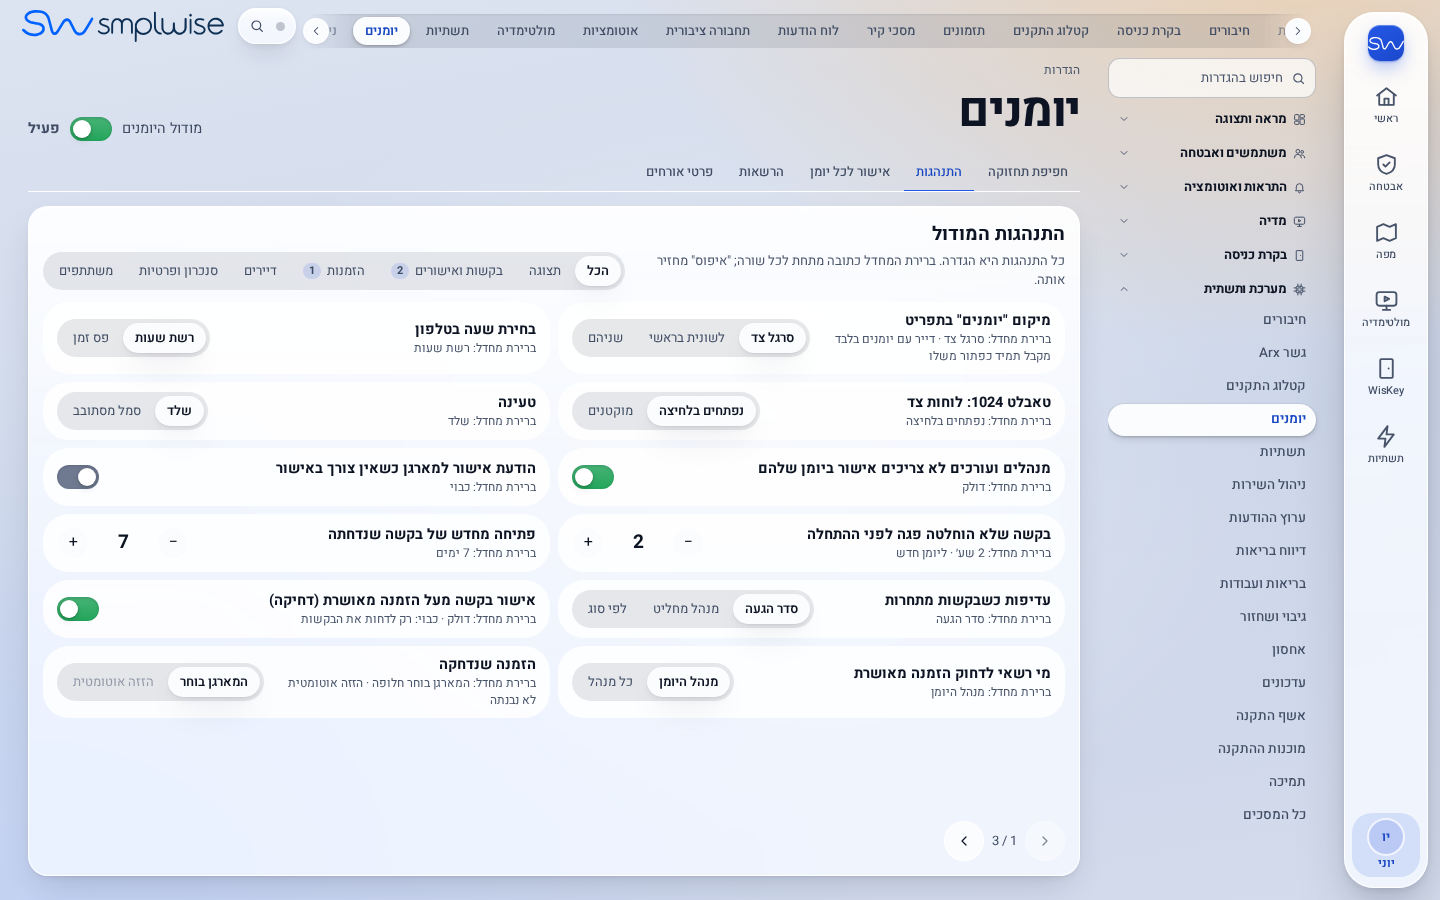 smplwise
יומנים
תשתיות
מולטימדיה
אוטומציות
תחבורה ציבורית
לוח הודעות
מסכי קיר
תזמונים
קטלוג התקנים
בקרת כניסה
חיבורים
ראשי
אבטחה
מפה
מולטימדיה
WisKey
תשתיות
יו
יוני
חיפוש בהגדרות
מראה ותצוגה
משתמשים ואבטחה
התראות ואוטומציה
מדיה
בקרת כניסה
מערכת ותשתית
חיבורים
גשר Arx
קטלוג התקנים
יומנים
תשתיות
ניהול השירות
ערוץ ההודעות
דיווח בריאות
בריאות ועבודות
גיבוי ושחזור
אחסון
עדכונים
אשף התקנה
מוכנות ההתקנה
תמיכה
כל המסכים
הגדרות
יומנים
מודול היומנים
פעיל
חפיפת תחזוקה
התנהגות
אישור לכל יומן
הרשאות
פרטי אורחים
התנהגות המודול
כל התנהגות היא הגדרה. ברירת המחדל כתובה מתחת לכל שורה; "איפוס" מחזיר
אותה.
הכל
תצוגה
בקשות ואישורים 2
הזמנות 1
דיירים
סנכרון ופרטיות
משתתפים
מיקום "יומנים" בתפריט
ברירת מחדל: סרגל צד · דייר עם יומנים בלבד
מקבל תמיד כפתור משלו
סרגל צד
לשונית בראשי
שניהם
בחירת שעה בטלפון
ברירת מחדל: רשת שעות
רשת שעות
פס זמן
טאבלט 1024: לוחות צד
ברירת מחדל: נפתחים בלחיצה
נפתחים בלחיצה
מוקטנים
טעינה
ברירת מחדל: שלד
שלד
סמל מסתובב
מנהלים ועורכים לא צריכים אישור ביומן שלהם
ברירת מחדל: דולק
הודעת אישור למארגן כשאין צורך באישור
ברירת מחדל: כבוי
בקשה שלא הוחלטה פגה לפני ההתחלה
ברירת מחדל: 2 שע' · ליומן חדש
− 2 +
פתיחה מחדש של בקשה שנדחתה
ברירת מחדל: 7 ימים
− 7 +
עדיפות כשבקשות מתחרות
ברירת מחדל: סדר הגעה
סדר הגעה
מנהל מחליט
לפי סוג
אישור בקשה מעל הזמנה מאושרת (דחיקה)
ברירת מחדל: דולק · כבוי: רק לדחות את הבקשות
מי רשאי לדחוק הזמנה מאושרת
ברירת מחדל: מנהל היומן
מנהל היומן
כל מנהל
הזמנה שנדחקה
ברירת מחדל: המארגן בוחר חלופה · הזזה אוטומטית
לא נבנתה
המארגן בוחר
הזזה אוטומטית
1 / 3